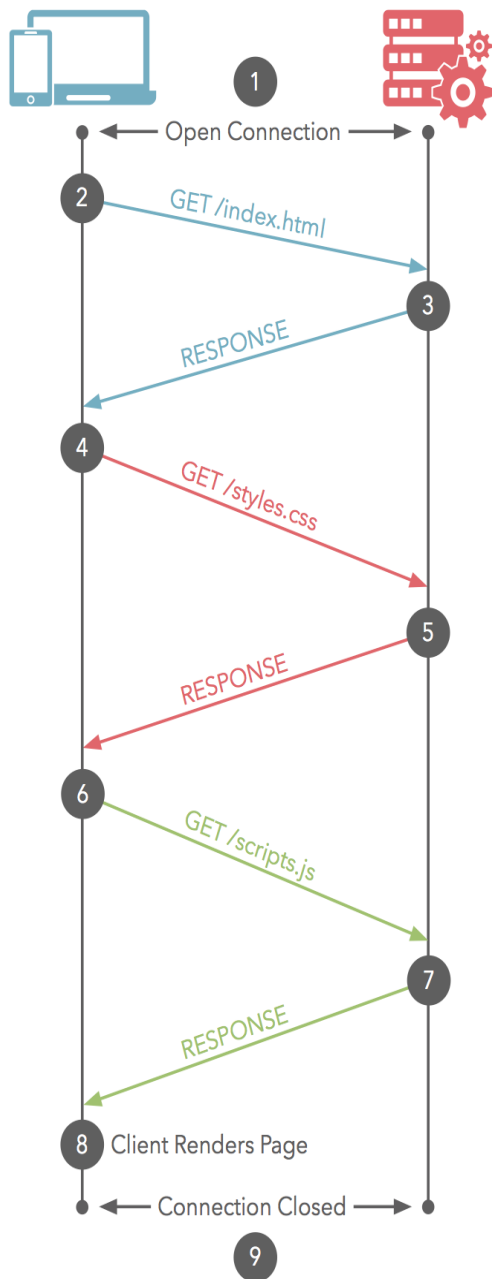 1
Open Connection
2
GET /index.html
3
RESPONSE
4
GET /styles.css
5
RESPONSE
6
GET /scripts.js
7
RESPONSE
8 Client Renders Page
Connection Closed
9